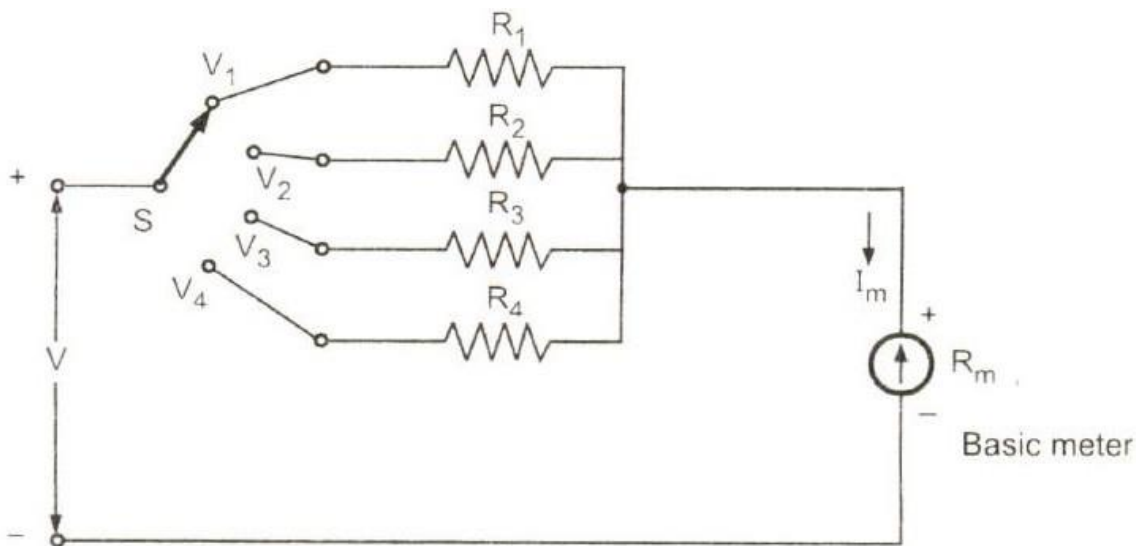 R1
V1
R2
+
V2
S
R3
V3
V4
Im
R4
+
V
Rm
–
Basic meter
–